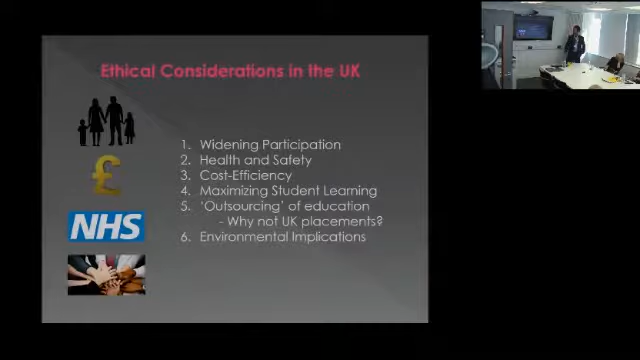 Ethical Considerations in the UK
1. Widening Participation
2. Health and Safety
3. Cost-Efficiency
4. Maximizing Student Learning
5. ‘Outsourcing’ of education
- Why not UK placements?
6. Environmental Implications
£
NHS